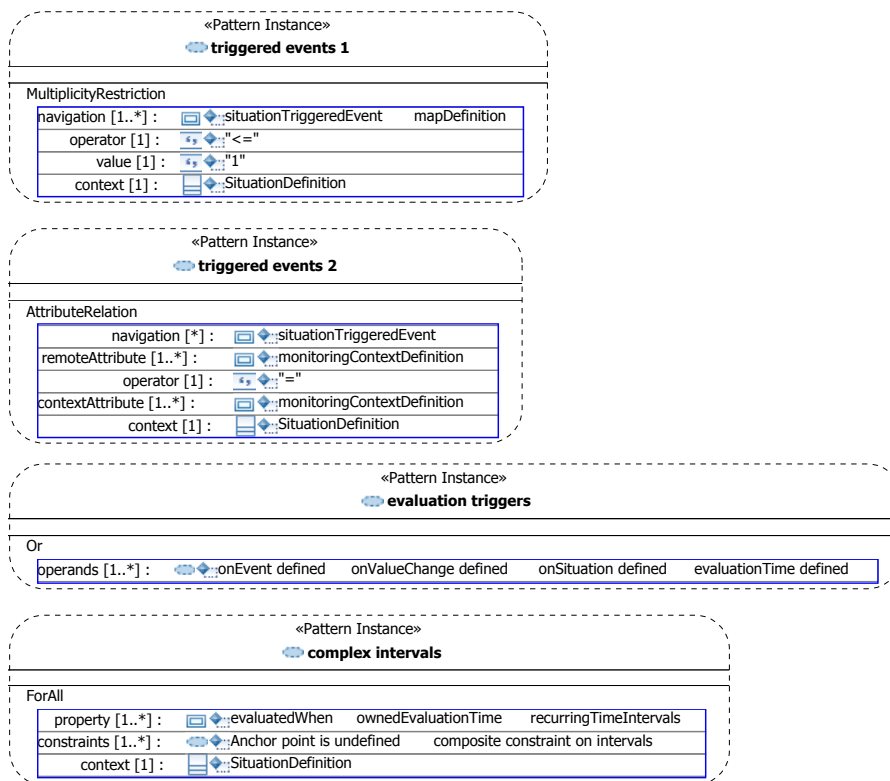 «Pattern Instance»
triggered events 1
MultiplicityRestriction
navigation [1..*] : situationTriggeredEvent mapDefinition
operator [1] : "<="
value [1] : "1"
context [1] : SituationDefinition
«Pattern Instance»
triggered events 2
AttributeRelation
navigation [*] : situationTriggeredEvent
remoteAttribute [1..*] : monitoringContextDefinition
operator [1] : "="
contextAttribute [1..*] : monitoringContextDefinition
context [1] : SituationDefinition
«Pattern Instance»
evaluation triggers
Or
operands [1..*] : onEvent defined onValueChange defined onSituation defined evaluationTime defined
«Pattern Instance»
complex intervals
ForAll
property [1..*] : evaluatedWhen ownedEvaluationTime recurringTimeIntervals
constraints [1..*] : Anchor point is undefined composite constraint on intervals
context [1] : SituationDefinition